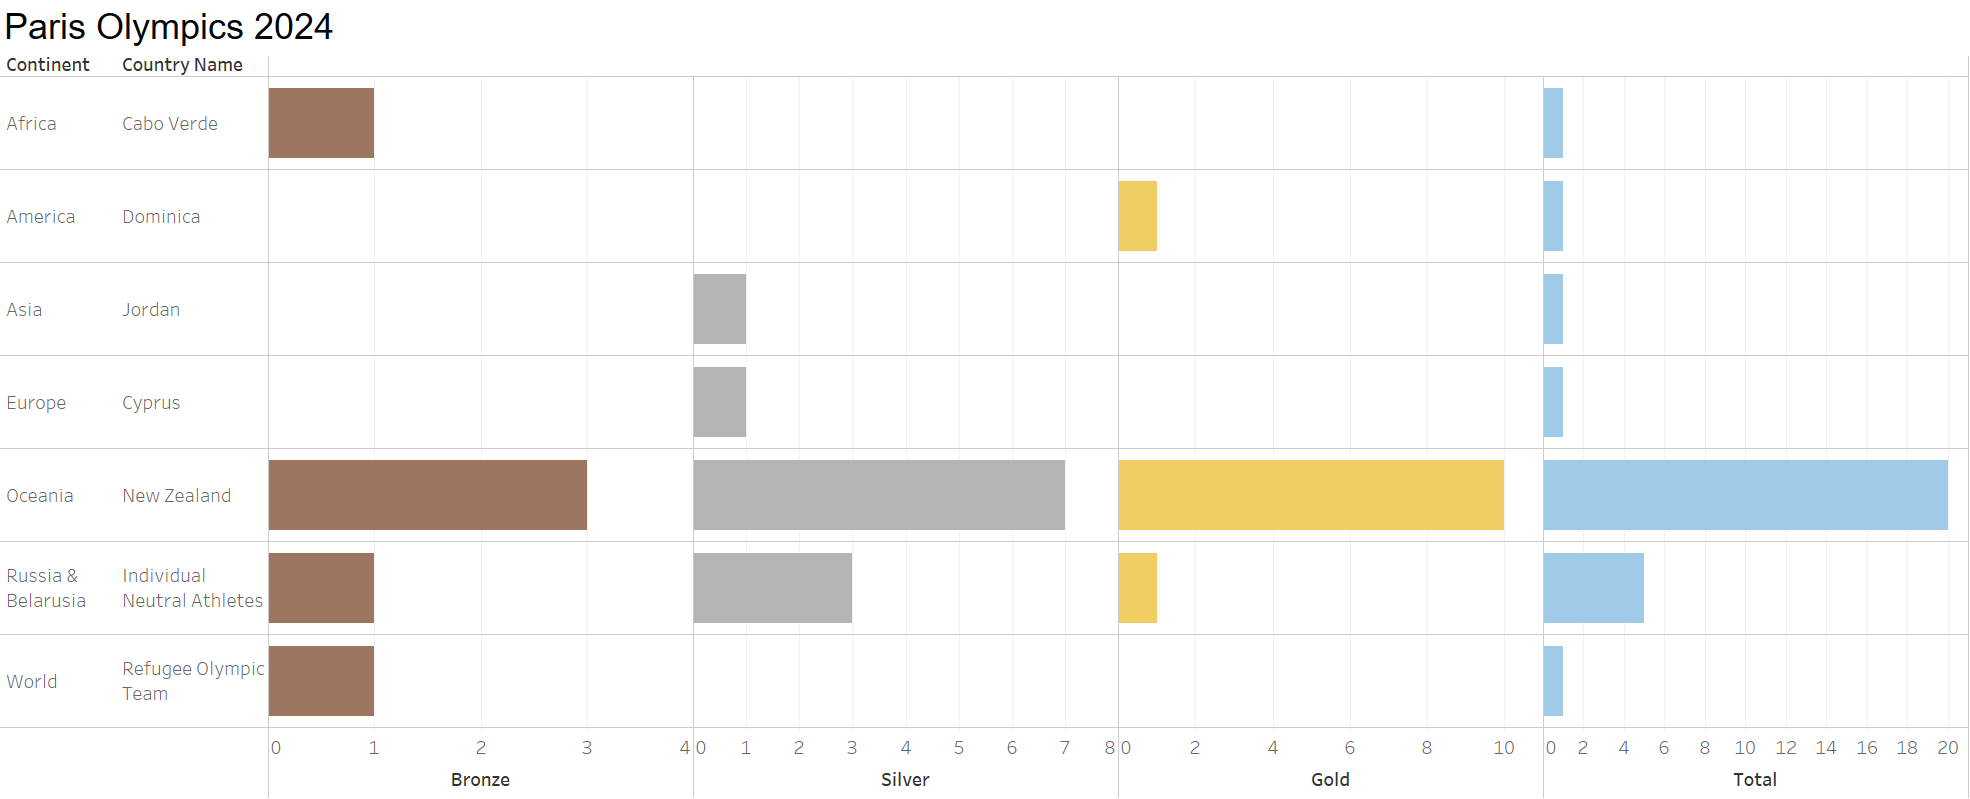 Paris Olympics 2024
Continent Country Name
Africa Cabo Verde
America Dominica
Asia Jordan
Europe Cyprus
Oceania New Zealand
Russia & Individual
Belarusia Neutral Athletes
World Refugee Olympic
Team
0 1 2 3 4 0 1 2 3 4 5 6 7 8 0 2 4 6 8 10 0 2 4 6 8 10 12 14 16 18 20
Bronze Silver Gold Total